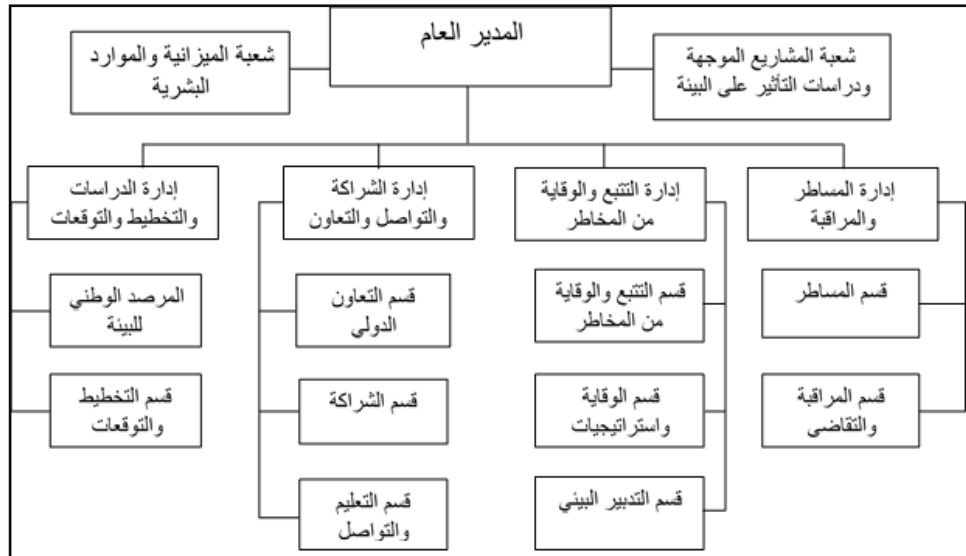 المدير العام
شعبة المشاريع الموجهة
ودراسات التأثير على البيئة
شعبة الميزانية والموارد
البشرية
إدارة المساطر
والمراقبة
إدارة التتبع والوقاية
من المخاطر
إدارة الشراكة
والتواصل والتعاون
إدارة الدراسات
والتخطيط والتوقعات
قسم المساطر
قسم التتبع والوقاية
من المخاطر
قسم التعاون
الدولي
المرصد الوطني
للبيئة
قسم المراقبة
والتقاضى
قسم الوقاية
واستراتيجيات
قسم الشراكة
قسم التخطيط
والتوقعات
قسم التدبير البيئي
قسم التعليم
والتواصل